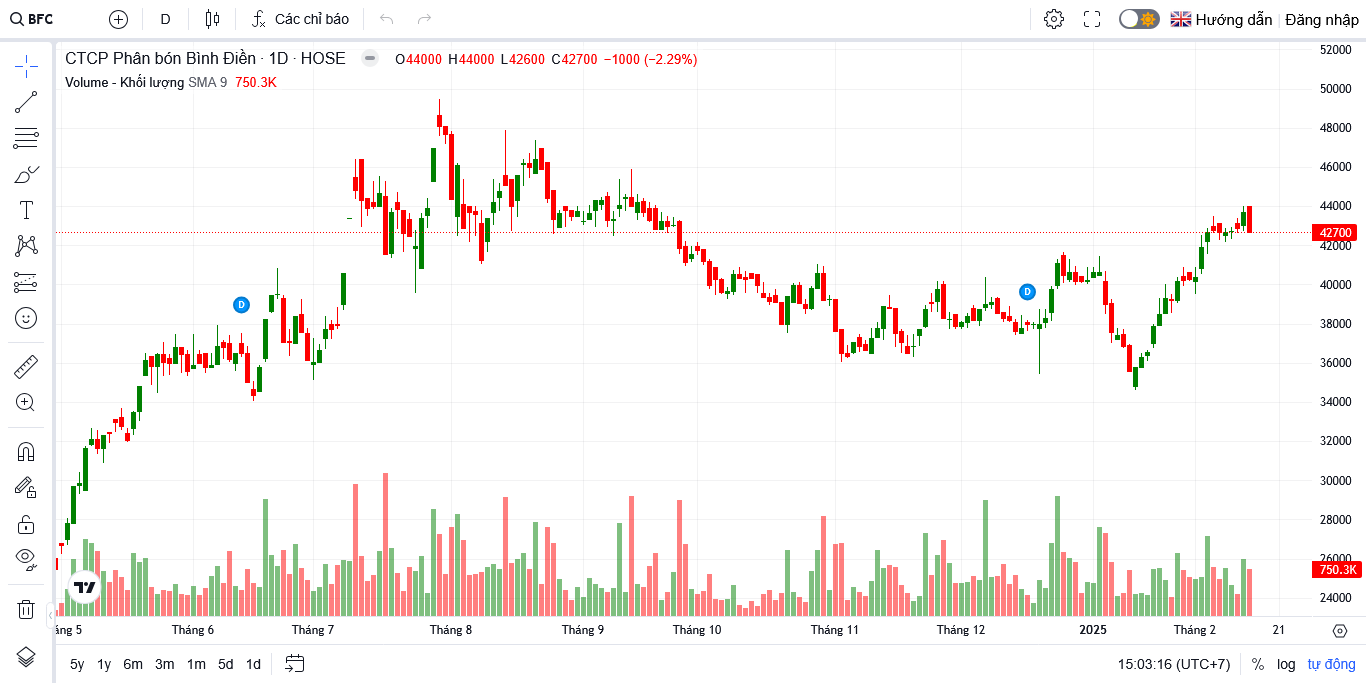 BFC D Các chỉ báo Hướng dẫn Đăng nhập
CTCP Phân bón Bình Điền · 1D · HOSE O44000 H44000 L42600 C42700 −1000 (−2.29%)
Volume - Khối lượng SMA 9 750.3K
D
D
52000
50000
48000
46000
44000
42700
42000
40000
38000
36000
34000
32000
30000
28000
26000
750.3K
24000
áng 5 Tháng 6 Tháng 7 Tháng 8 Tháng 9 Tháng 10 Tháng 11 Tháng 12 2025 Tháng 2 21
5y 1y 6m 3m 1m 5d 1d 15:03:16 (UTC+7) % log tự động